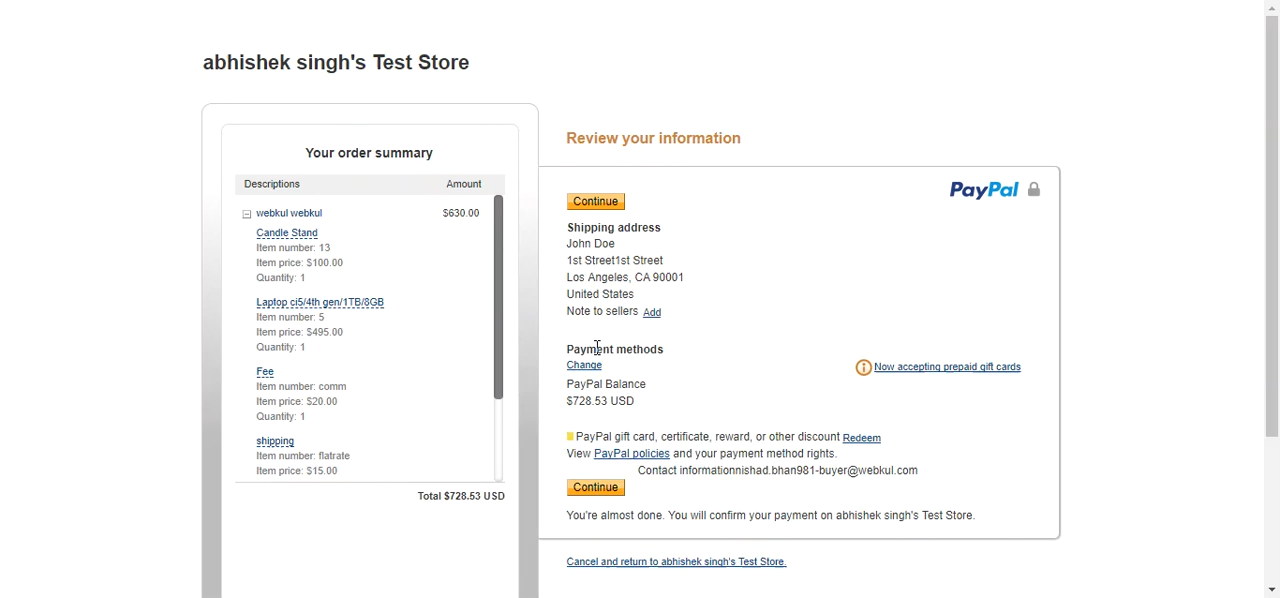 abhishek singh's Test Store
Your order summary
Descriptions Amount
webkul webkul $630.00
Candle Stand
Item number: 13
Item price: $100.00
Quantity: 1
Laptop ci5/4th gen/1TB/8GB
Item number: 5
Item price: $495.00
Quantity: 1
Fee
Item number: comm
Item price: $20.00
Quantity: 1
shipping
Item number: flatrate
Item price: $15.00
Total $728.53 USD
Review your information
PayPal
Continue
Shipping address
John Doe
1st Street1st Street
Los Angeles, CA 90001
United States
Note to sellers Add
Payment methods
Change
Now accepting prepaid gift cards
PayPal Balance
$728.53 USD
PayPal gift card, certificate, reward, or other discount Redeem
View PayPal policies and your payment method rights.
Contact informationnishad.bhan981-buyer@webkul.com
Continue
You're almost done. You will confirm your payment on abhishek singh's Test Store.
Cancel and return to abhishek singh's Test Store.